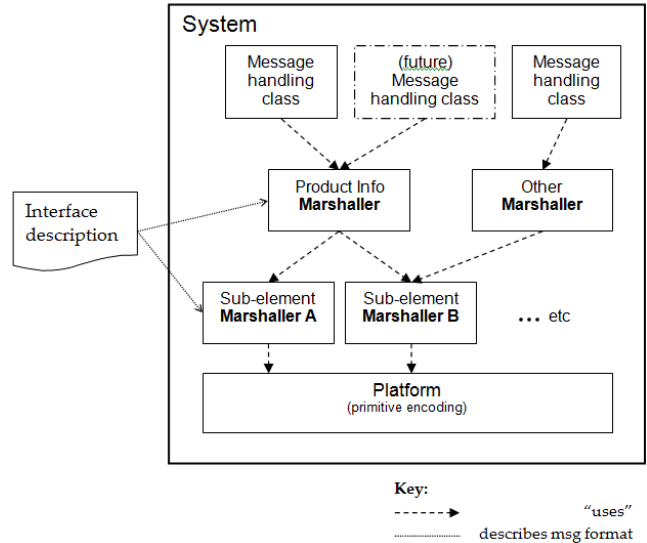 System
Message
handling
class
(future)
Message
handling class
Message
handling
class
Product Info
Marshaller
Other
Marshaller
Interface
description
Sub-element
Marshaller A
Sub-element
Marshaller B
... etc
Platform
(primitive encoding)
Key:
“uses”
describes msg format